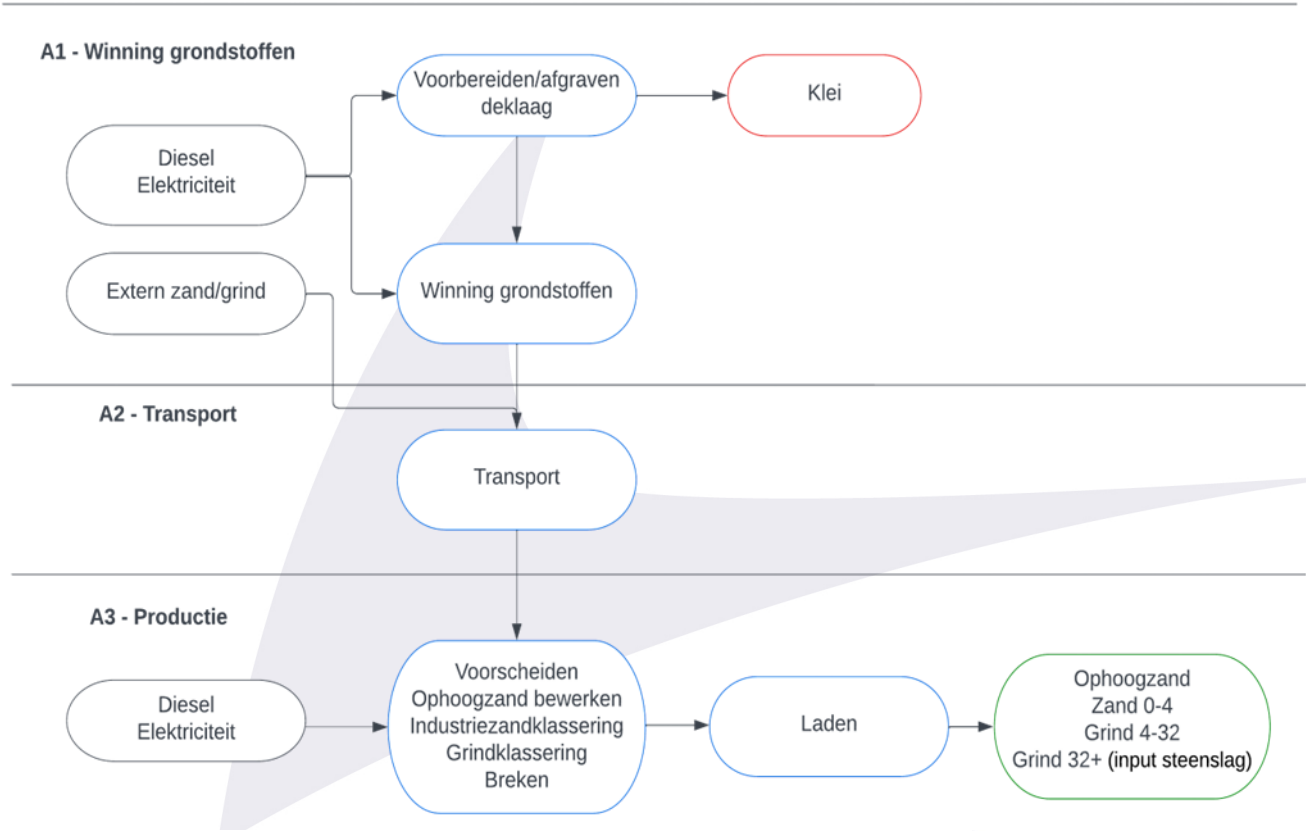 A1 - Winning grondstoffen
Voorbereiden/afgraven
deklaag
Klei
Diesel
Elektriciteit
Extern zand/grind
Winning grondstoffen
A2 - Transport
Transport
A3 - Productie
Diesel
Elektriciteit
Voorscheiden
Ophoogzand bewerken
Industriezandklassering
Grindklassering
Breken
Laden
Ophoogzand
Zand 0-4
Grind 4-32
Grind 32+ (input steenslag)